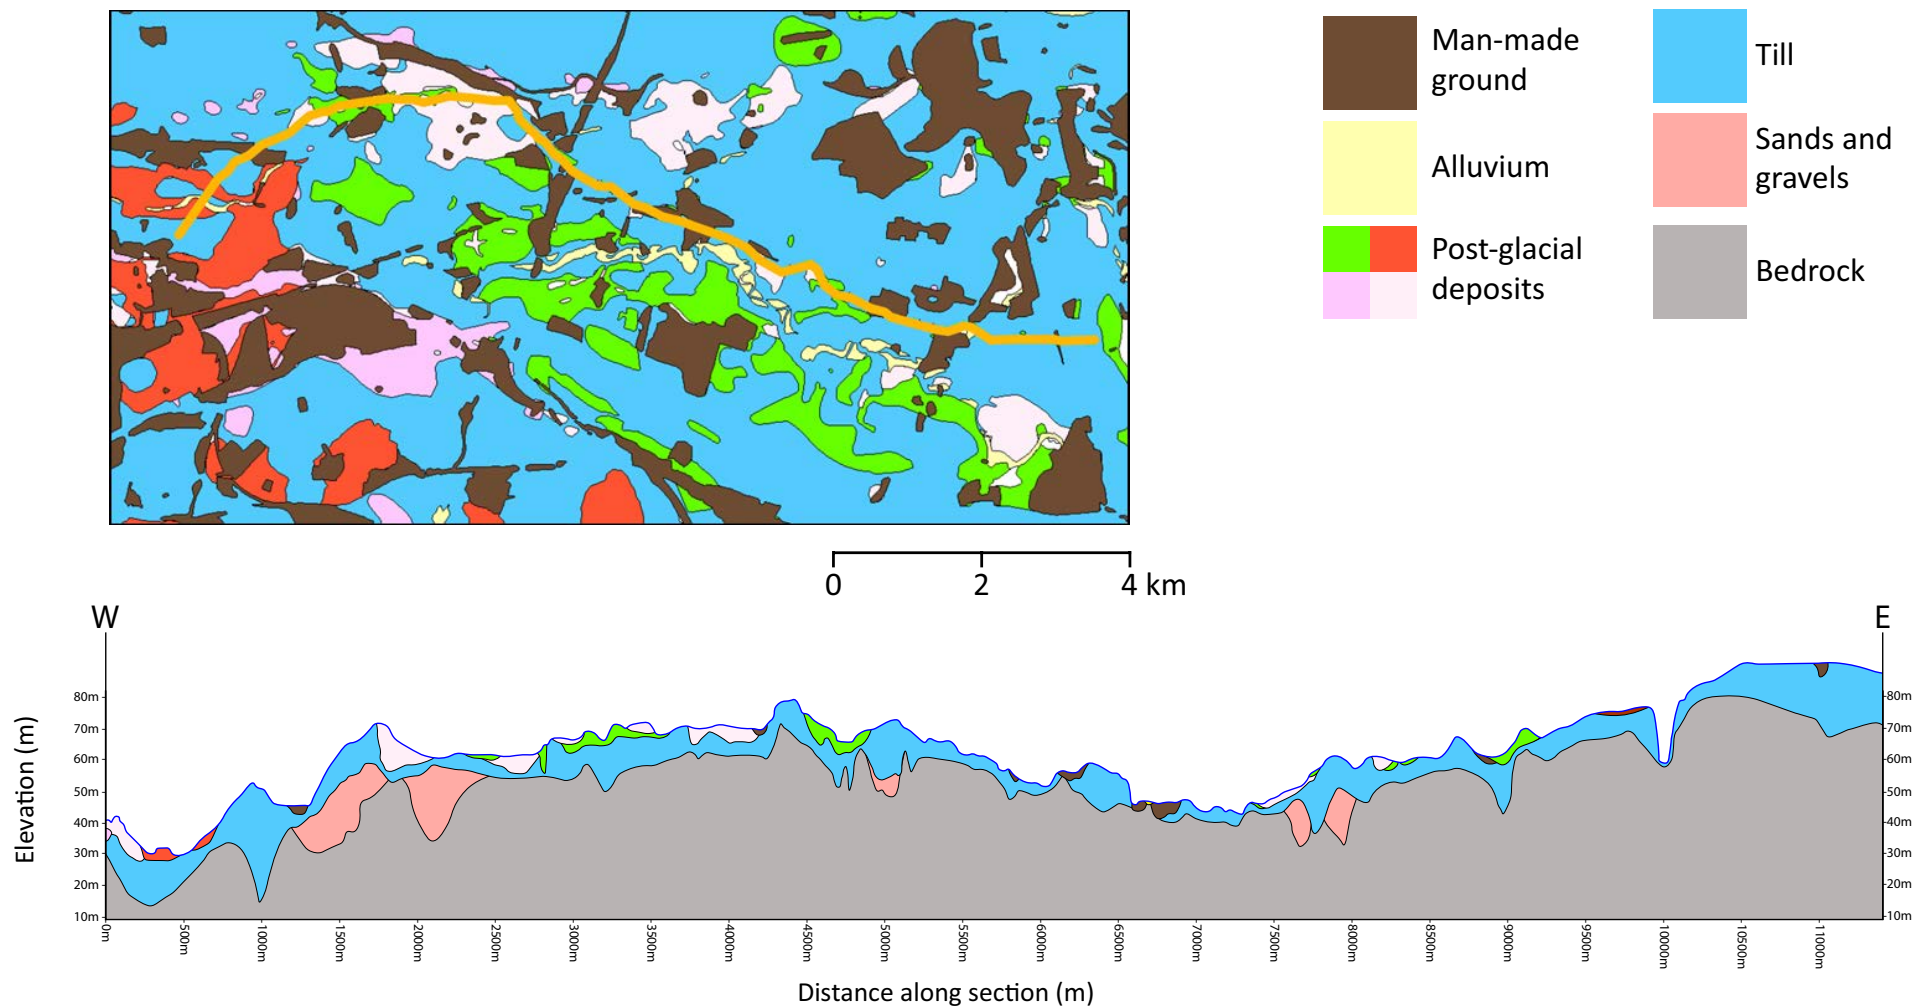 Man-made
ground
Till
Alluvium
Sands and
gravels
Post-glacial
deposits
Bedrock
0 2 4 km
W E
Elevation (m)
80m
70m
60m
50m
40m
30m
20m
10m
80m
70m
60m
50m
40m
30m
20m
10m
0m
500m
1000m
1500m
2000m
2500m
3000m
3500m
4000m
4500m
5000m
5500m
6000m
6500m
7000m
7500m
8000m
8500m
9000m
9500m
10000m
10500m
11000m
Distance along section (m)